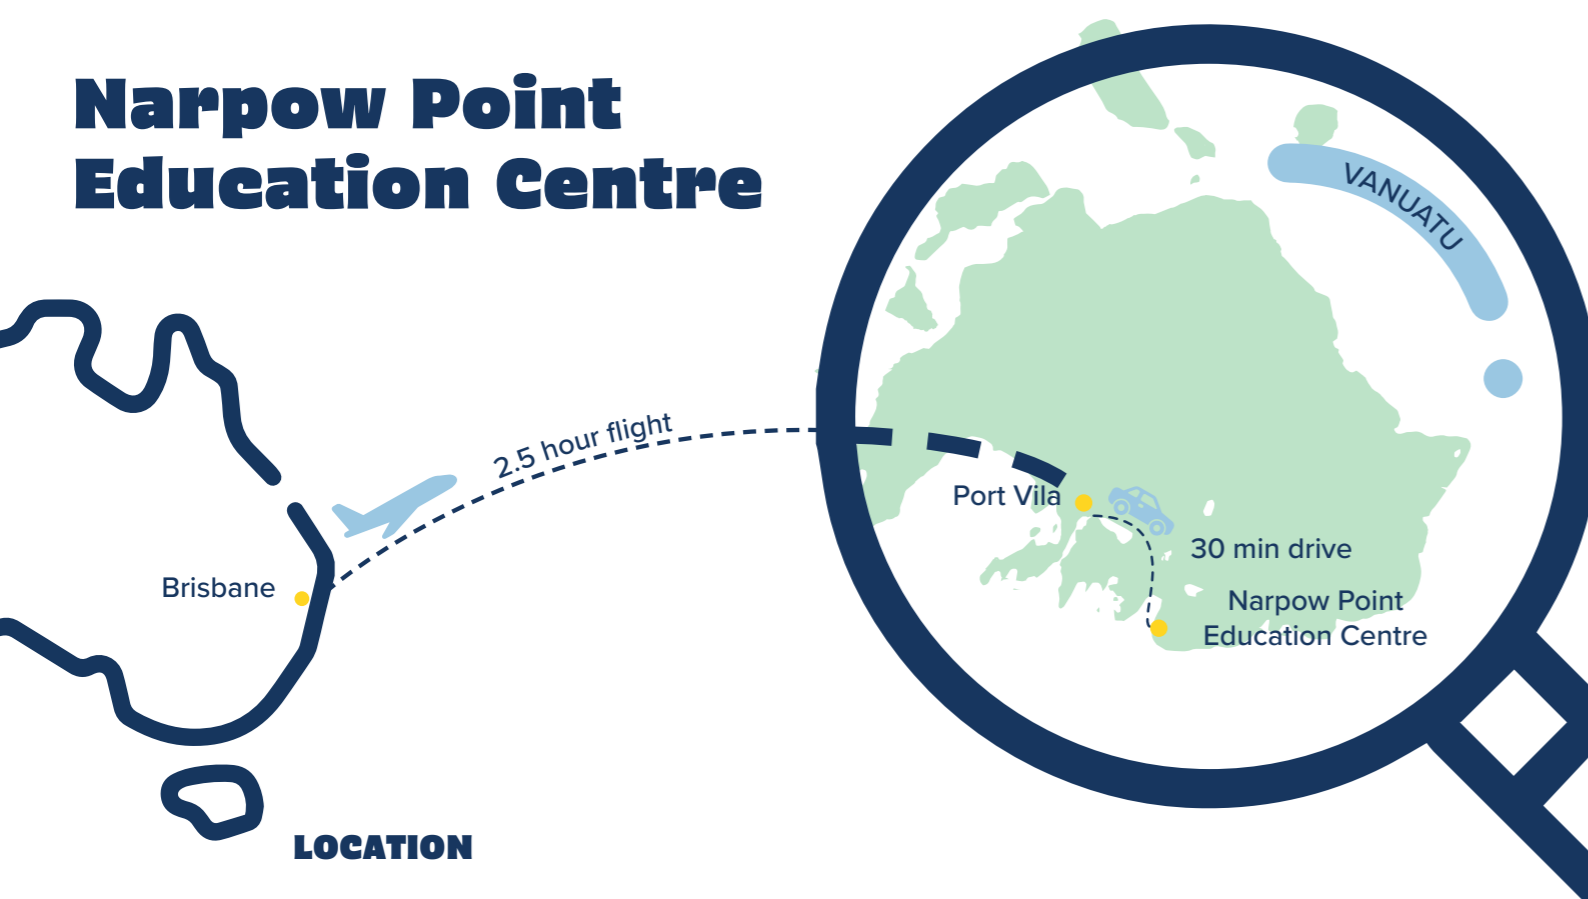 Narpow Point
Education Centre
VANUATU
2.5 hour flight
Port Vila
30 min drive
Brisbane
Narpow Point
Education Centre
LOCATION